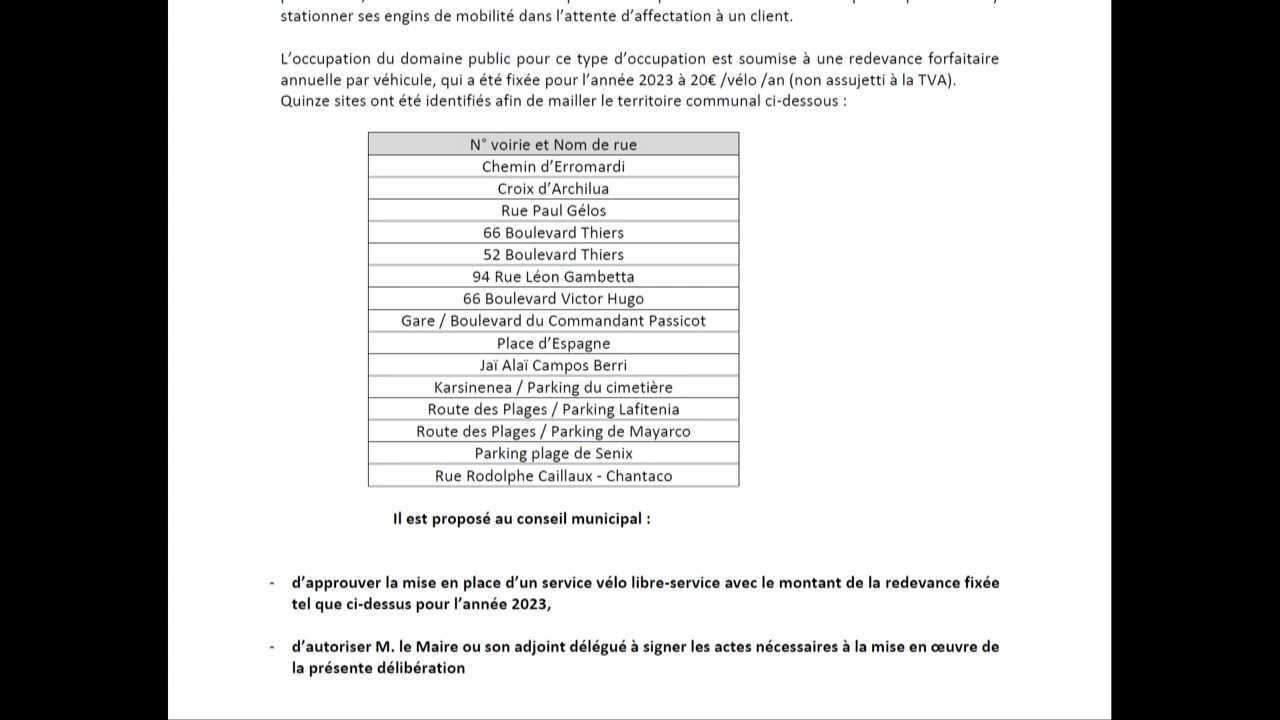 stationner ses engins de mobilité dans l’attente d’affectation à un client.
L’occupation du domaine public pour ce type d’occupation est soumise à une redevance forfaitaire
annuelle par véhicule, qui a été fixée pour l’année 2023 à 20€ /vélo /an (non assujetti à la TVA).
Quinze sites ont été identifiés afin de mailler le territoire communal ci-dessous :
N° voirie et Nom de rue
Chemin d’Erromardi
Croix d’Archilua
Rue Paul Gélos
66 Boulevard Thiers
52 Boulevard Thiers
94 Rue Léon Gambetta
66 Boulevard Victor Hugo
Gare / Boulevard du Commandant Passicot
Place d’Espagne
Jaï Alaï Campos Berri
Karsinenea / Parking du cimetière
Route des Plages / Parking Lafitenia
Route des Plages / Parking de Mayarco
Parking plage de Senix
Rue Rodolphe Caillaux - Chantaco
Il est proposé au conseil municipal :
- d’approuver la mise en place d’un service vélo libre-service avec le montant de la redevance fixée
tel que ci-dessus pour l’année 2023,
- d’autoriser M. le Maire ou son adjoint délégué à signer les actes nécessaires à la mise en œuvre de
la présente délibération